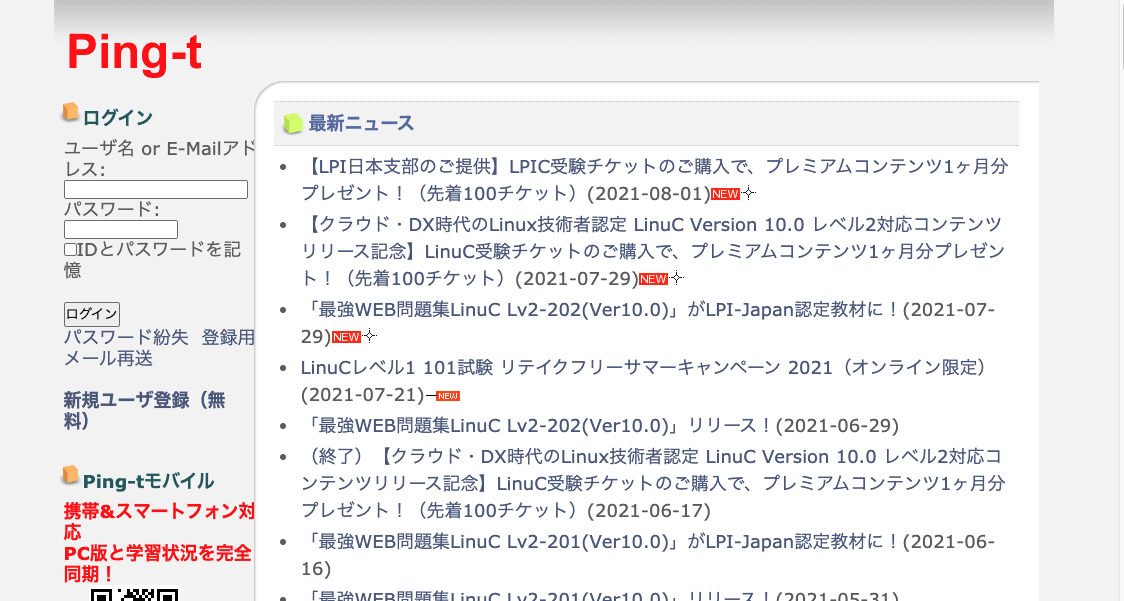 Ping-t
ログイン
ユーザ名 or E-Mailアド
レス:
パスワード:
IDとパスワードを記
憶
ログイン
パスワード紛失 登録用
メール再送
新規ユーザ登録（無
料）
Ping-tモバイル
携帯&スマートフォン対
応
PC版と学習状況を完全
同期！
最新ニュース
【LPI日本支部のご提供】LPIC受験チケットのご購入で、プレミアムコンテンツ1ヶ月分
プレゼント！（先着100チケット）(2021-08-01)NEW
【クラウド・DX時代のLinux技術者認定 LinuC Version 10.0 レベル2対応コンテンツ
リリース記念】LinuC受験チケットのご購入で、プレミアムコンテンツ1ヶ月分プレゼン
ト！（先着100チケット）(2021-07-29)NEW
「最強WEB問題集LinuC Lv2-202(Ver10.0)」がLPI-Japan認定教材に！(2021-07-
29)NEW
LinuCレベル1 101試験 リテイクフリーサマーキャンペーン 2021（オンライン限定）
(2021-07-21)NEW
「最強WEB問題集LinuC Lv2-202(Ver10.0)」リリース！(2021-06-29)
（終了）【クラウド・DX時代のLinux技術者認定 LinuC Version 10.0 レベル2対応コ
ンテンツリリース記念】LinuC受験チケットのご購入で、プレミアムコンテンツ1ヶ月分
プレゼント！（先着100チケット）(2021-06-17)
「最強WEB問題集LinuC Lv2-201(Ver10.0)」がLPI-Japan認定教材に！(2021-06-
16)
「最強WEB問題集LinuC Lv2-201(Ver10.0)」リリース！(2021-05-31)